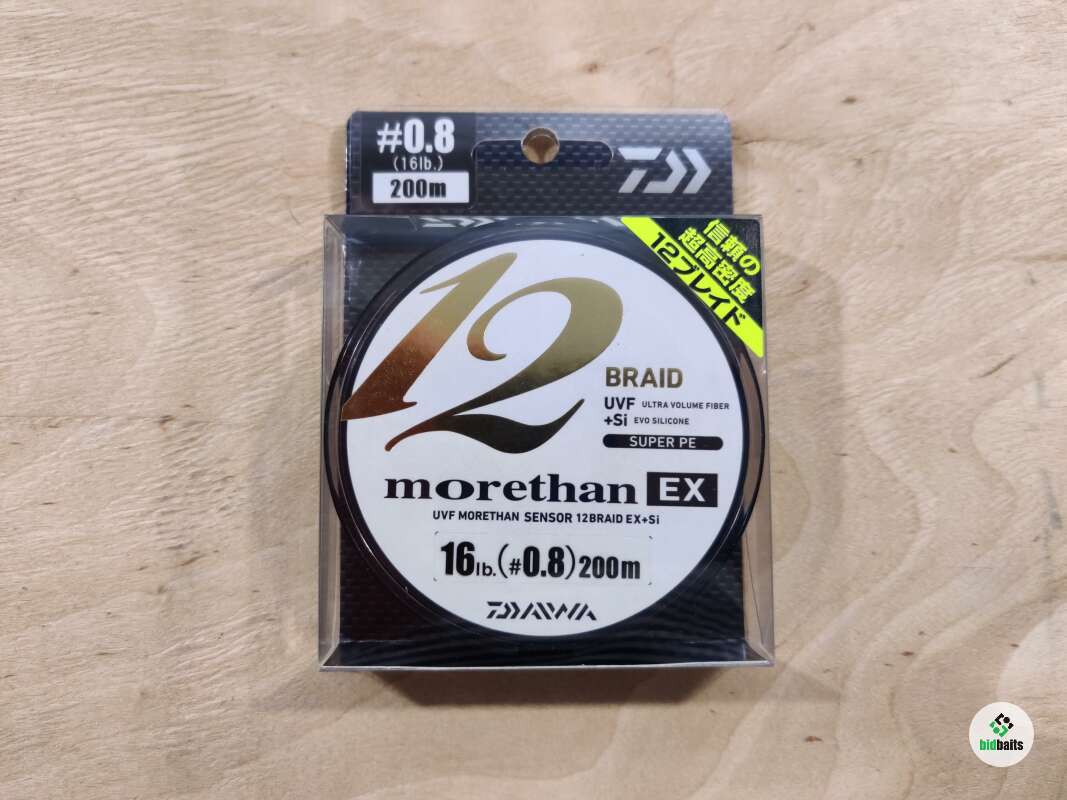 #0.8
(16lb.)
200m
信頼の
超高密度
12ブレイド
12
BRAID
UVF ULTRA VOLUME FIBER
+Si EVO SILICONE
SUPER PE
morethan EX
UVF MORETHAN SENSOR 12BRAID EX+Si
16lb.(#0.8)200m
DAIWA
bidbaits